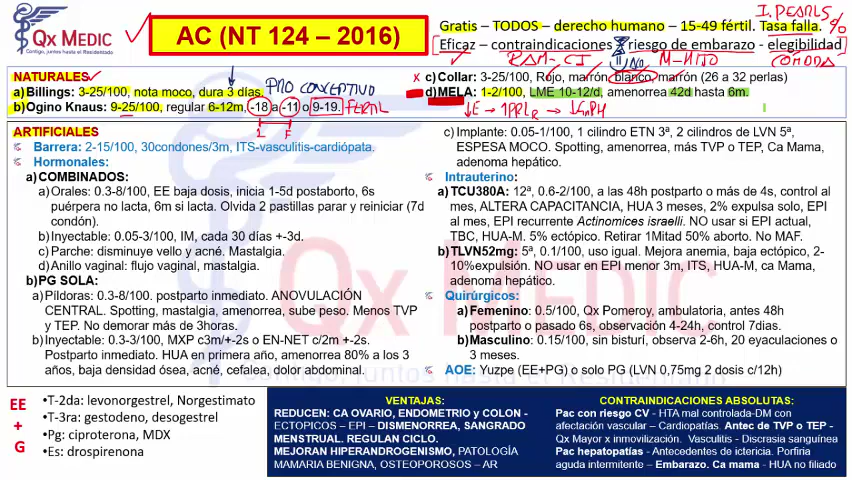 Qx MEDIC
Contigo, juntos hasta el Residentado
AC (NT 124 – 2016)
I. PEARLS
Gratis – TODOS – derecho humano – 15-49 fértil. Tasa falla. %
Eficaz – contraindicaciones – riesgo de embarazo - elegibilidad
RAM-CI
NO
M-HIJO
NATURALES
a)Billings: 3-25/100, nota moco, dura 3 días.
PRO CONCEPTIVO
b)Ogino Knaus: 9-25/100, regular 6-12m, -18 a -11 o 9-19.
FERTIL
1 F
x c) Collar: 3-25/100, Rojo, marrón, blanco, marrón (26 a 32 perlas)
d)MELA: 1-2/100, LME 10-12/d, amenorrea 42d hasta 6m.
ARTIFICIALES
Barrera: 2-15/100, 30condones/3m, ITS-vasculitis-cardiópata.
Hormonales:
a)COMBINADOS:
a) Orales: 0.3-8/100, EE baja dosis, inicia 1-5d postaborto, 6s
puérpera no lacta, 6m si lacta. Olvida 2 pastillas parar y reiniciar (7d
condón).
b)Inyectable: 0.05-3/100, IM, cada 30 días +-3d.
c) Parche: disminuye vello y acné. Mastalgia.
d)Anillo vaginal: flujo vaginal, mastalgia.
b)PG SOLA:
a)Píldoras: 0.3-8/100. postparto inmediato. ANOVULACIÓN
CENTRAL. Spotting, mastalgia, amenorrea, sube peso. Menos TVP
y TEP. No demorar más de 3horas.
b)Inyectable: 0.3-3/100, MXP c3m/+-2s o EN-NET c/2m +-2s.
Postparto inmediato. HUA en primera año, amenorrea 80% a los 3
años, baja densidad ósea, acné, cefalea, dolor abdominal.
c) Implante: 0.05-1/100, 1 cilindro ETN 3ª, 2 cilindros de LVN 5ª,
ESPESA MOCO. Spotting, amenorrea, más TVP o TEP, Ca Mama,
adenoma hepático.
Intrauterino:
a) TCU380A: 12ª, 0.6-2/100, a las 48h postparto o más de 4s, control al
mes, ALTERA CAPACITANCIA, HUA 3 meses, 2% expulsa solo, EPI
al mes, EPI recurrente Actinomices israelli. NO usar si EPI actual,
TBC, HUA-M. 5% ectópico. Retirar 1Mitad 50% aborto. No MAF.
b)TLVN52mg: 5ª, 0.1/100, uso igual. Mejora anemia, baja ectópico, 2-
10%expulsión. NO usar en EPI menor 3m, ITS, HUA-M, ca Mama,
adenoma hepático.
Quirúrgicos:
a)Femenino: 0.5/100, Qx Pomeroy, ambulatoria, antes 48h
postparto o pasado 6s, observación 4-24h, control 7dias.
b)Masculino: 0.15/100, sin bisturí, observa 2-6h, 20 eyaculaciones o
3 meses.
AOE: Yuzpe (EE+PG) o solo PG (LVN 0,75mg 2 dosis c/12h)
EE
+
G
•T-2da: levonorgestrel, Norgestimato
•T-3ra: gestodeno, desogestrel
•Pg: ciproterona, MDX
•Es: drospirenona
VENTAJAS:
REDUCEN: CA OVARIO, ENDOMETRIO y COLON -
ECTOPICOS – EPI – DISMENORREA, SANGRADO
MENSTRUAL. REGULAN CICLO.
MEJORAN HIPERANDROGENISMO, PATOLOGÍA
MAMARIA BENIGNA, OSTEOPOROSIS – AR
CONTRAINDICACIONES ABSOLUTAS:
Pac con riesgo CV - HTA mal controlada-DM con
afectación vascular – Cardiopatías. Antec de TVP o TEP -
Qx Mayor x inmovilización. Vasculitis - Discrasia sanguínea
Pac hepatopatías - Antecedentes de ictericia. Porfiria
aguda intermitente – Embarazo. Ca mama - HUA no filiado